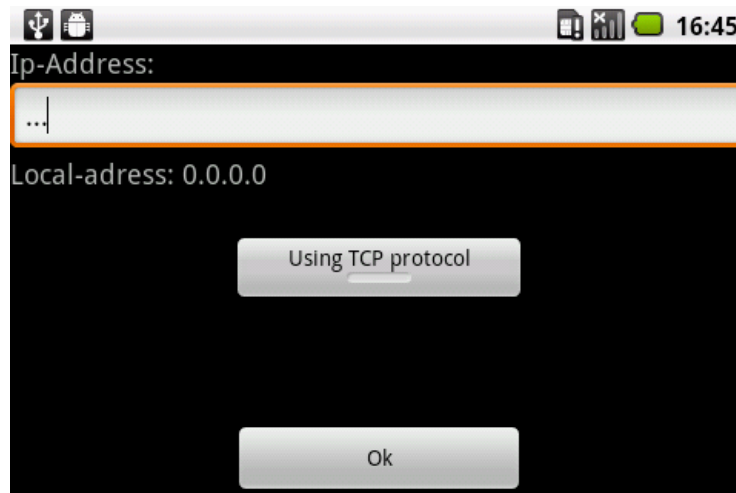 16:45
Ip-Address:
...
Local-adress: 0.0.0.0
Using TCP protocol
Ok